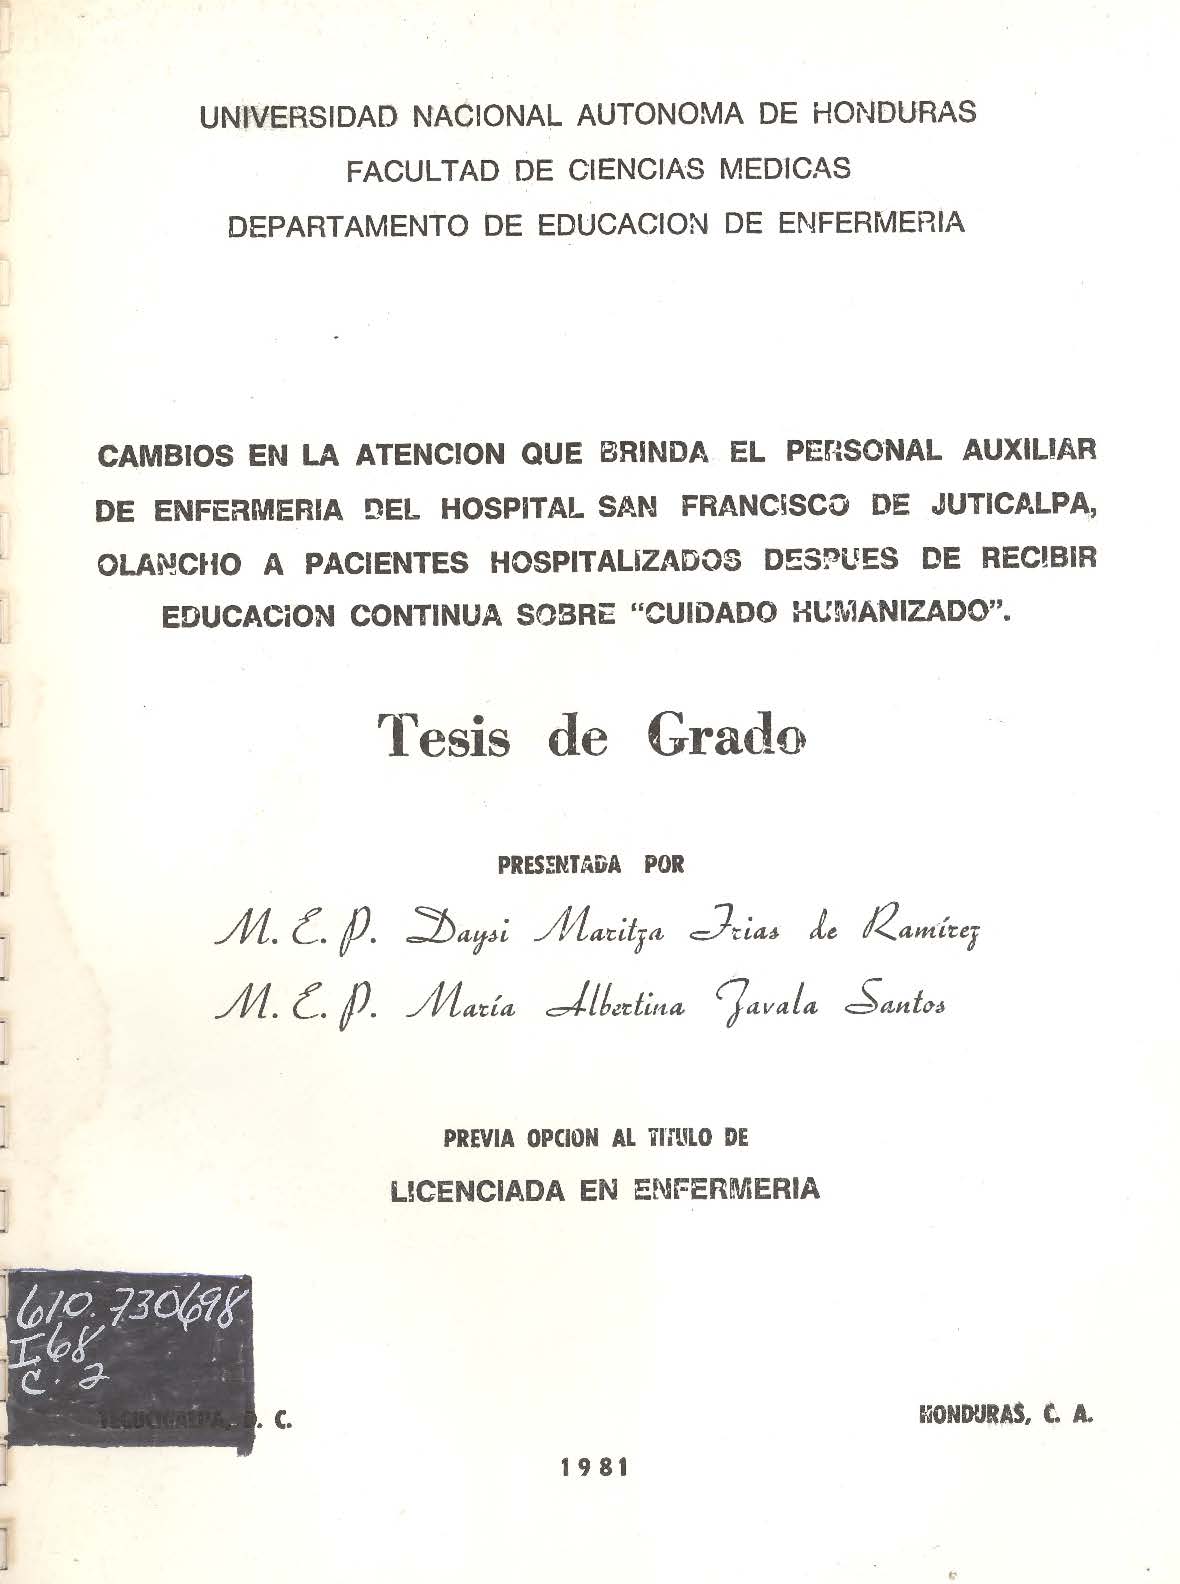 UNIVERSIDAD NACIONAL AUTONOMA DE HONDURAS
FACULTAD DE CIENCIAS MEDICAS
DEPARTAMENTO DE EDUCACION DE ENFERMERIA
CAMBIOS EN LA ATENCION QUE BRINDA EL PERSONAL AUXILIAR
DE ENFERMERIA DEL HOSPITAL SAN FRANCISCO DE JUTICALPA,
OLANCHO A PACIENTES HOSPITALIZADOS DESPUES DE RECIBIR
EDUCACION CONTINUA SOBRE “CUIDADO HUMANIZADO”.
Tesis de Grado
PRESENTADA POR
M. E. P. Daysi Maritza Frias de Ramírez
M. E. P. María Albertina Zavala Santos
PREVIA OPCION AL TITULO DE
LICENCIADA EN ENFERMERIA
610.730698
I68
C. 2
TEGUCIGALPA, D. C.
HONDURAS, C. A.
1981